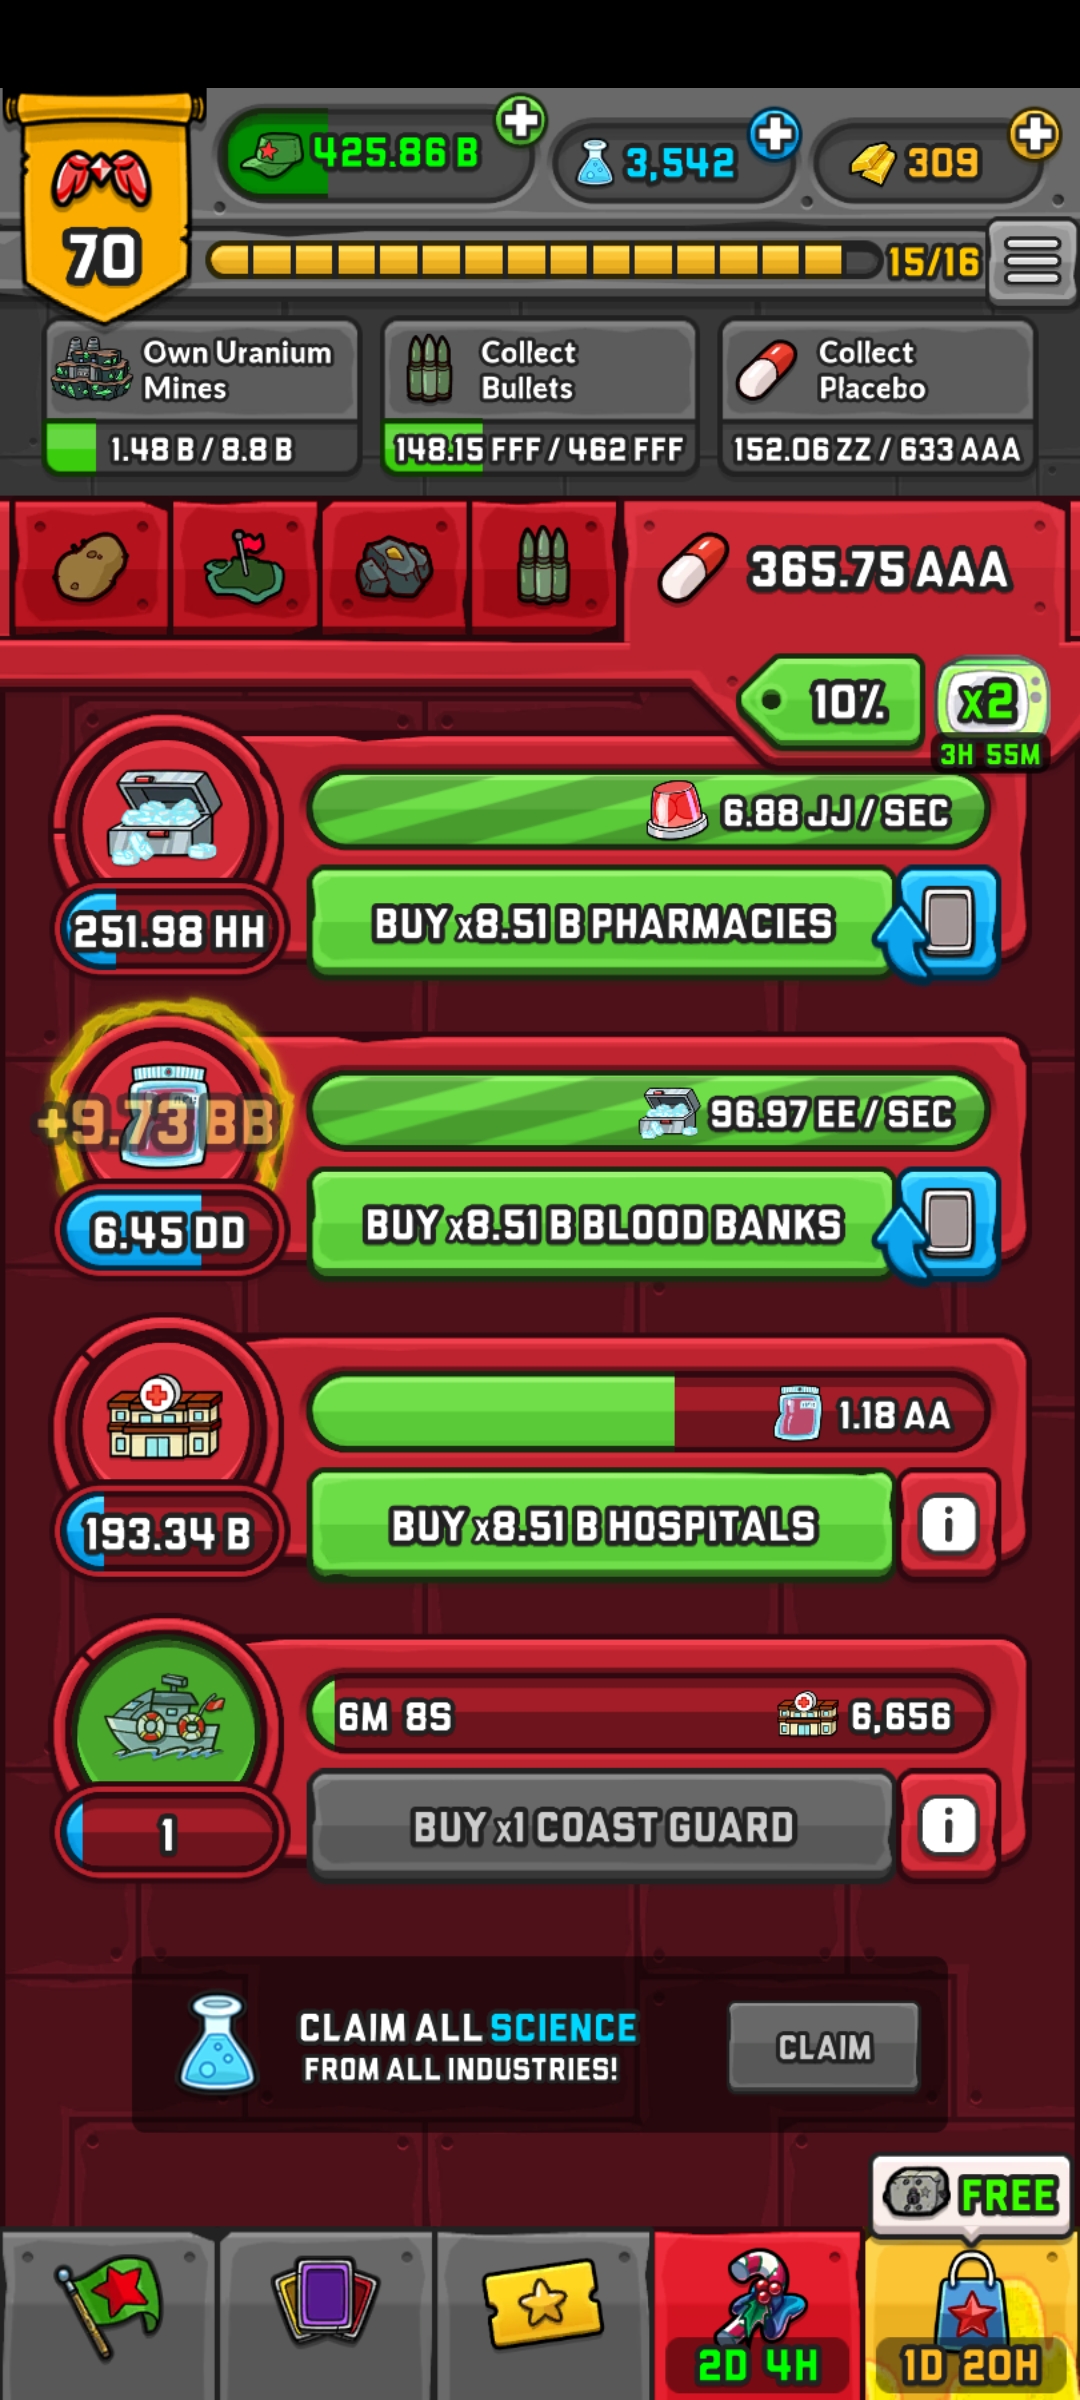 70
425.86 B
3,542
309
15/16
Own Uranium
Mines
1.48 B / 8.8 B
Collect
Bullets
148.15 FFF / 462 FFF
Collect
Placebo
152.06 ZZ / 633 AAA
365.75 AAA
10%
x2
3H 55M
6.88 JJ / SEC
251.98 HH
BUY x8.51 B PHARMACIES
+9.73 BB
96.97 EE / SEC
6.45 DD
BUY x8.51 B BLOOD BANKS
1.18 AA
193.34 B
BUY x8.51 B HOSPITALS
i
6M 8S
6,656
1
BUY x1 COAST GUARD
i
CLAIM ALL SCIENCE
FROM ALL INDUSTRIES!
CLAIM
FREE
2D 4H
1D 20H